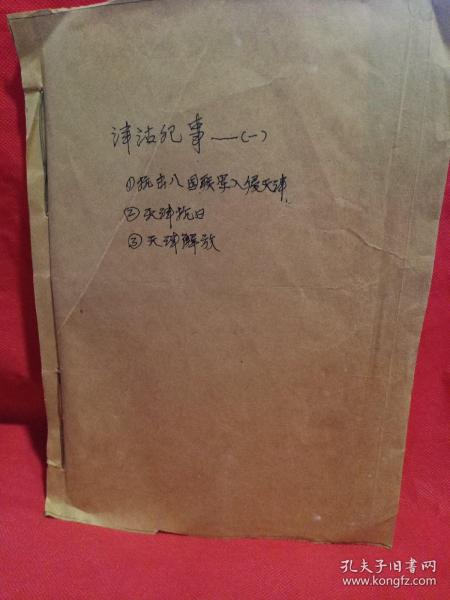 津沽纪事——(一)
①抗击八国联军入侵天津
②天津抗日
③天津解放
孔夫子旧书网
www.kongfz.com